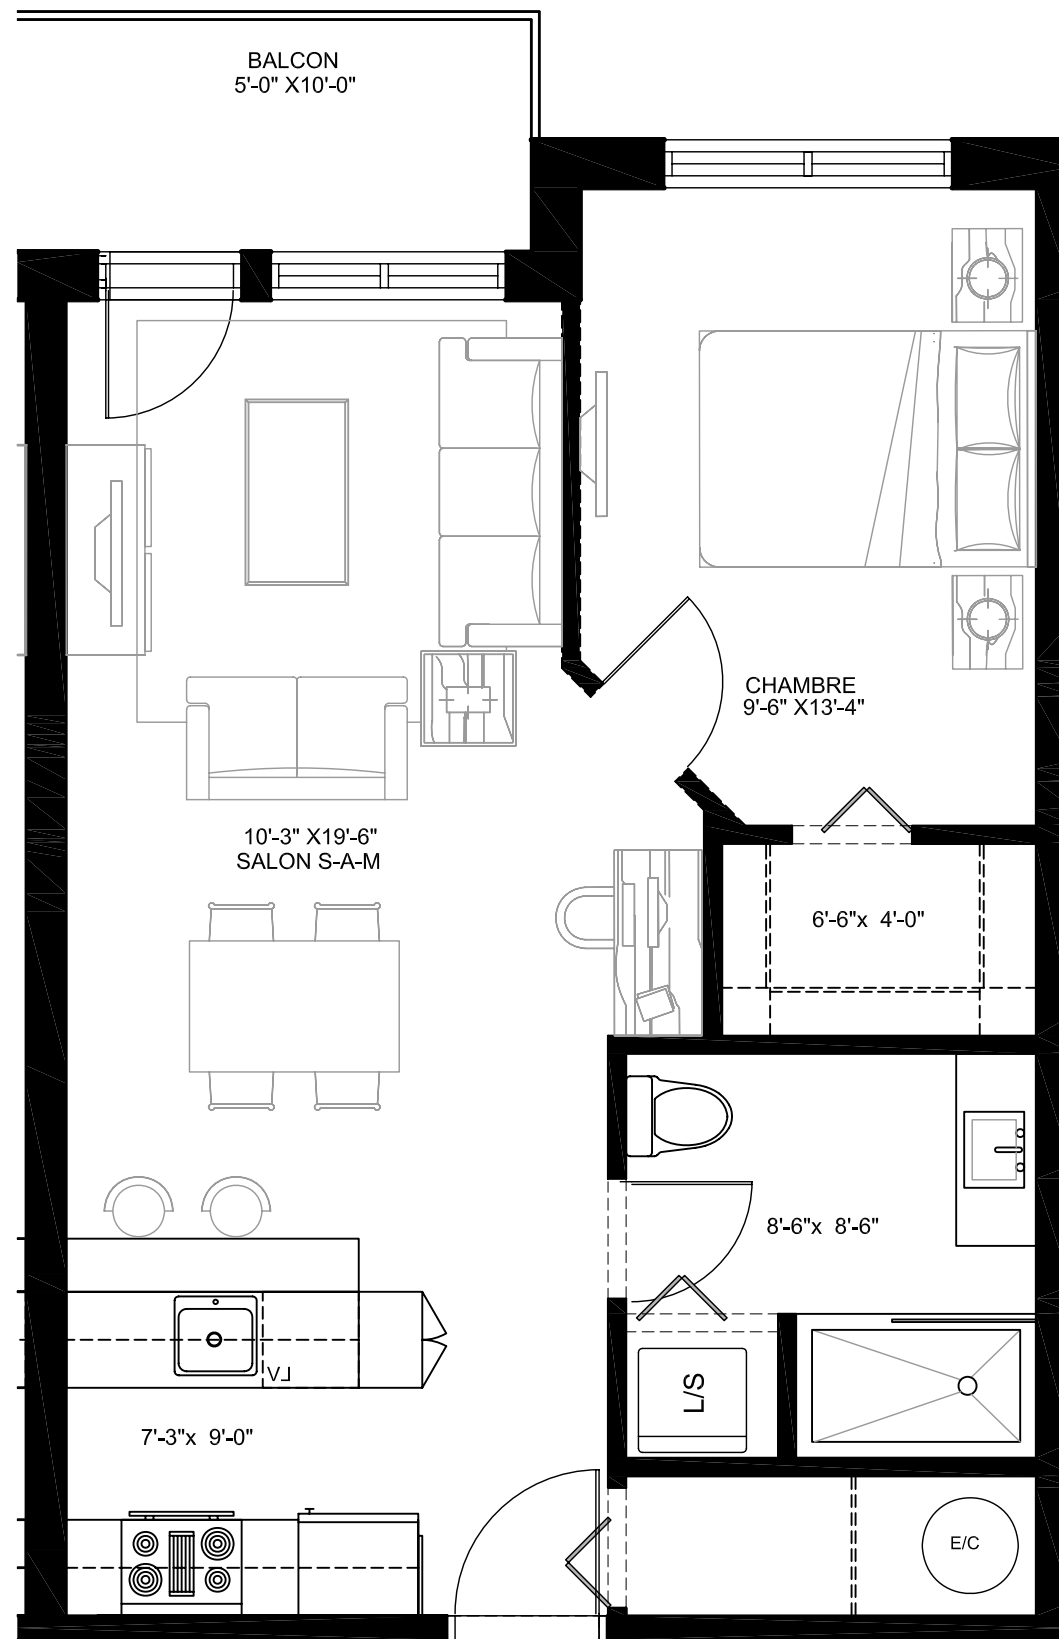 BALCON
5'-0" X10'-0"
CHAMBRE
9'-6" X13'-4"
10'-3" X19'-6"
SALON S-A-M
6'-6"x 4'-0"
8'-6"x 8'-6"
LV
L/S
7'-3"x 9'-0"
E/C